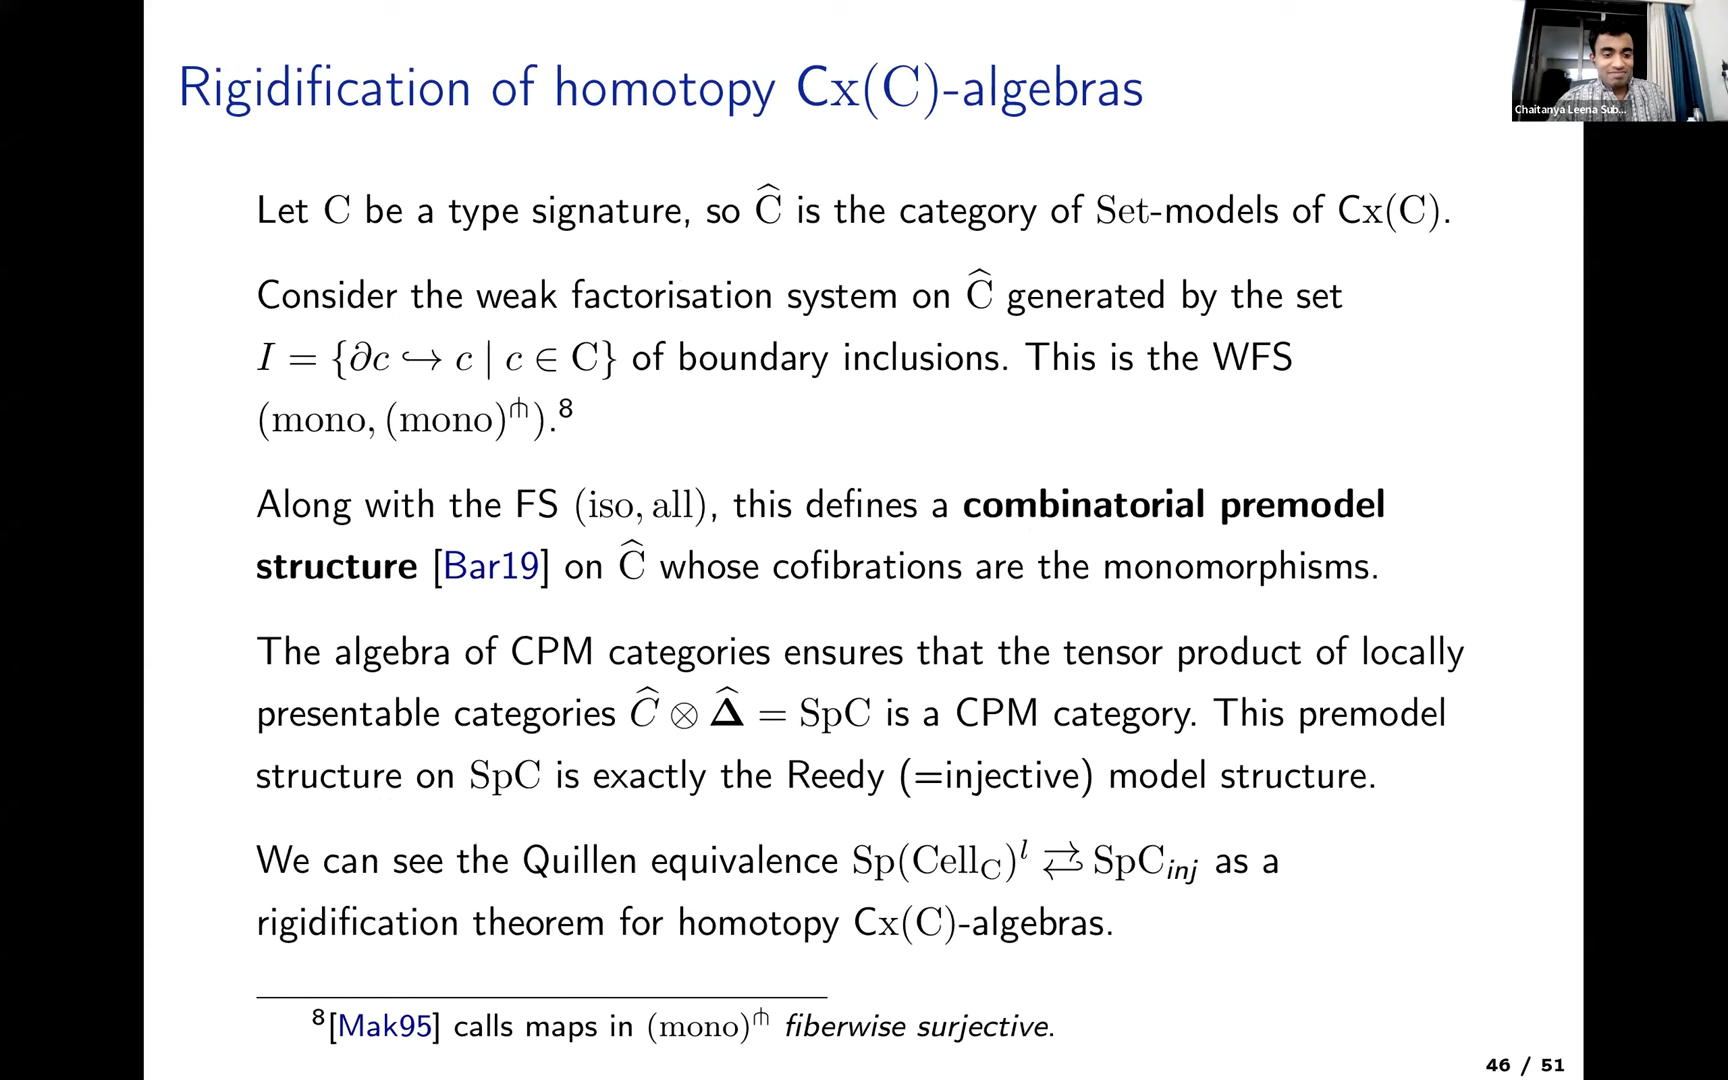 Rigidification of homotopy Cx(C)-algebras
Chaitanya Leena Sub...
Let C be a type signature, so Ĉ is the category of Set-models of Cx(C).
Consider the weak factorisation system on Ĉ generated by the set
I = {∂c ↪ c | c ∈ C} of boundary inclusions. This is the WFS
(mono, (mono)^⋔).⁸
Along with the FS (iso, all), this defines a combinatorial premodel
structure [Bar19] on Ĉ whose cofibrations are the monomorphisms.
The algebra of CPM categories ensures that the tensor product of locally
presentable categories Ĉ ⊗ Δ̂ = SpC is a CPM category. This premodel
structure on SpC is exactly the Reedy (=injective) model structure.
We can see the Quillen equivalence Sp(Cell_C)^l ⇄ SpC_inj as a
rigidification theorem for homotopy Cx(C)-algebras.
⁸[Mak95] calls maps in (mono)^⋔ fiberwise surjective.
46 / 51